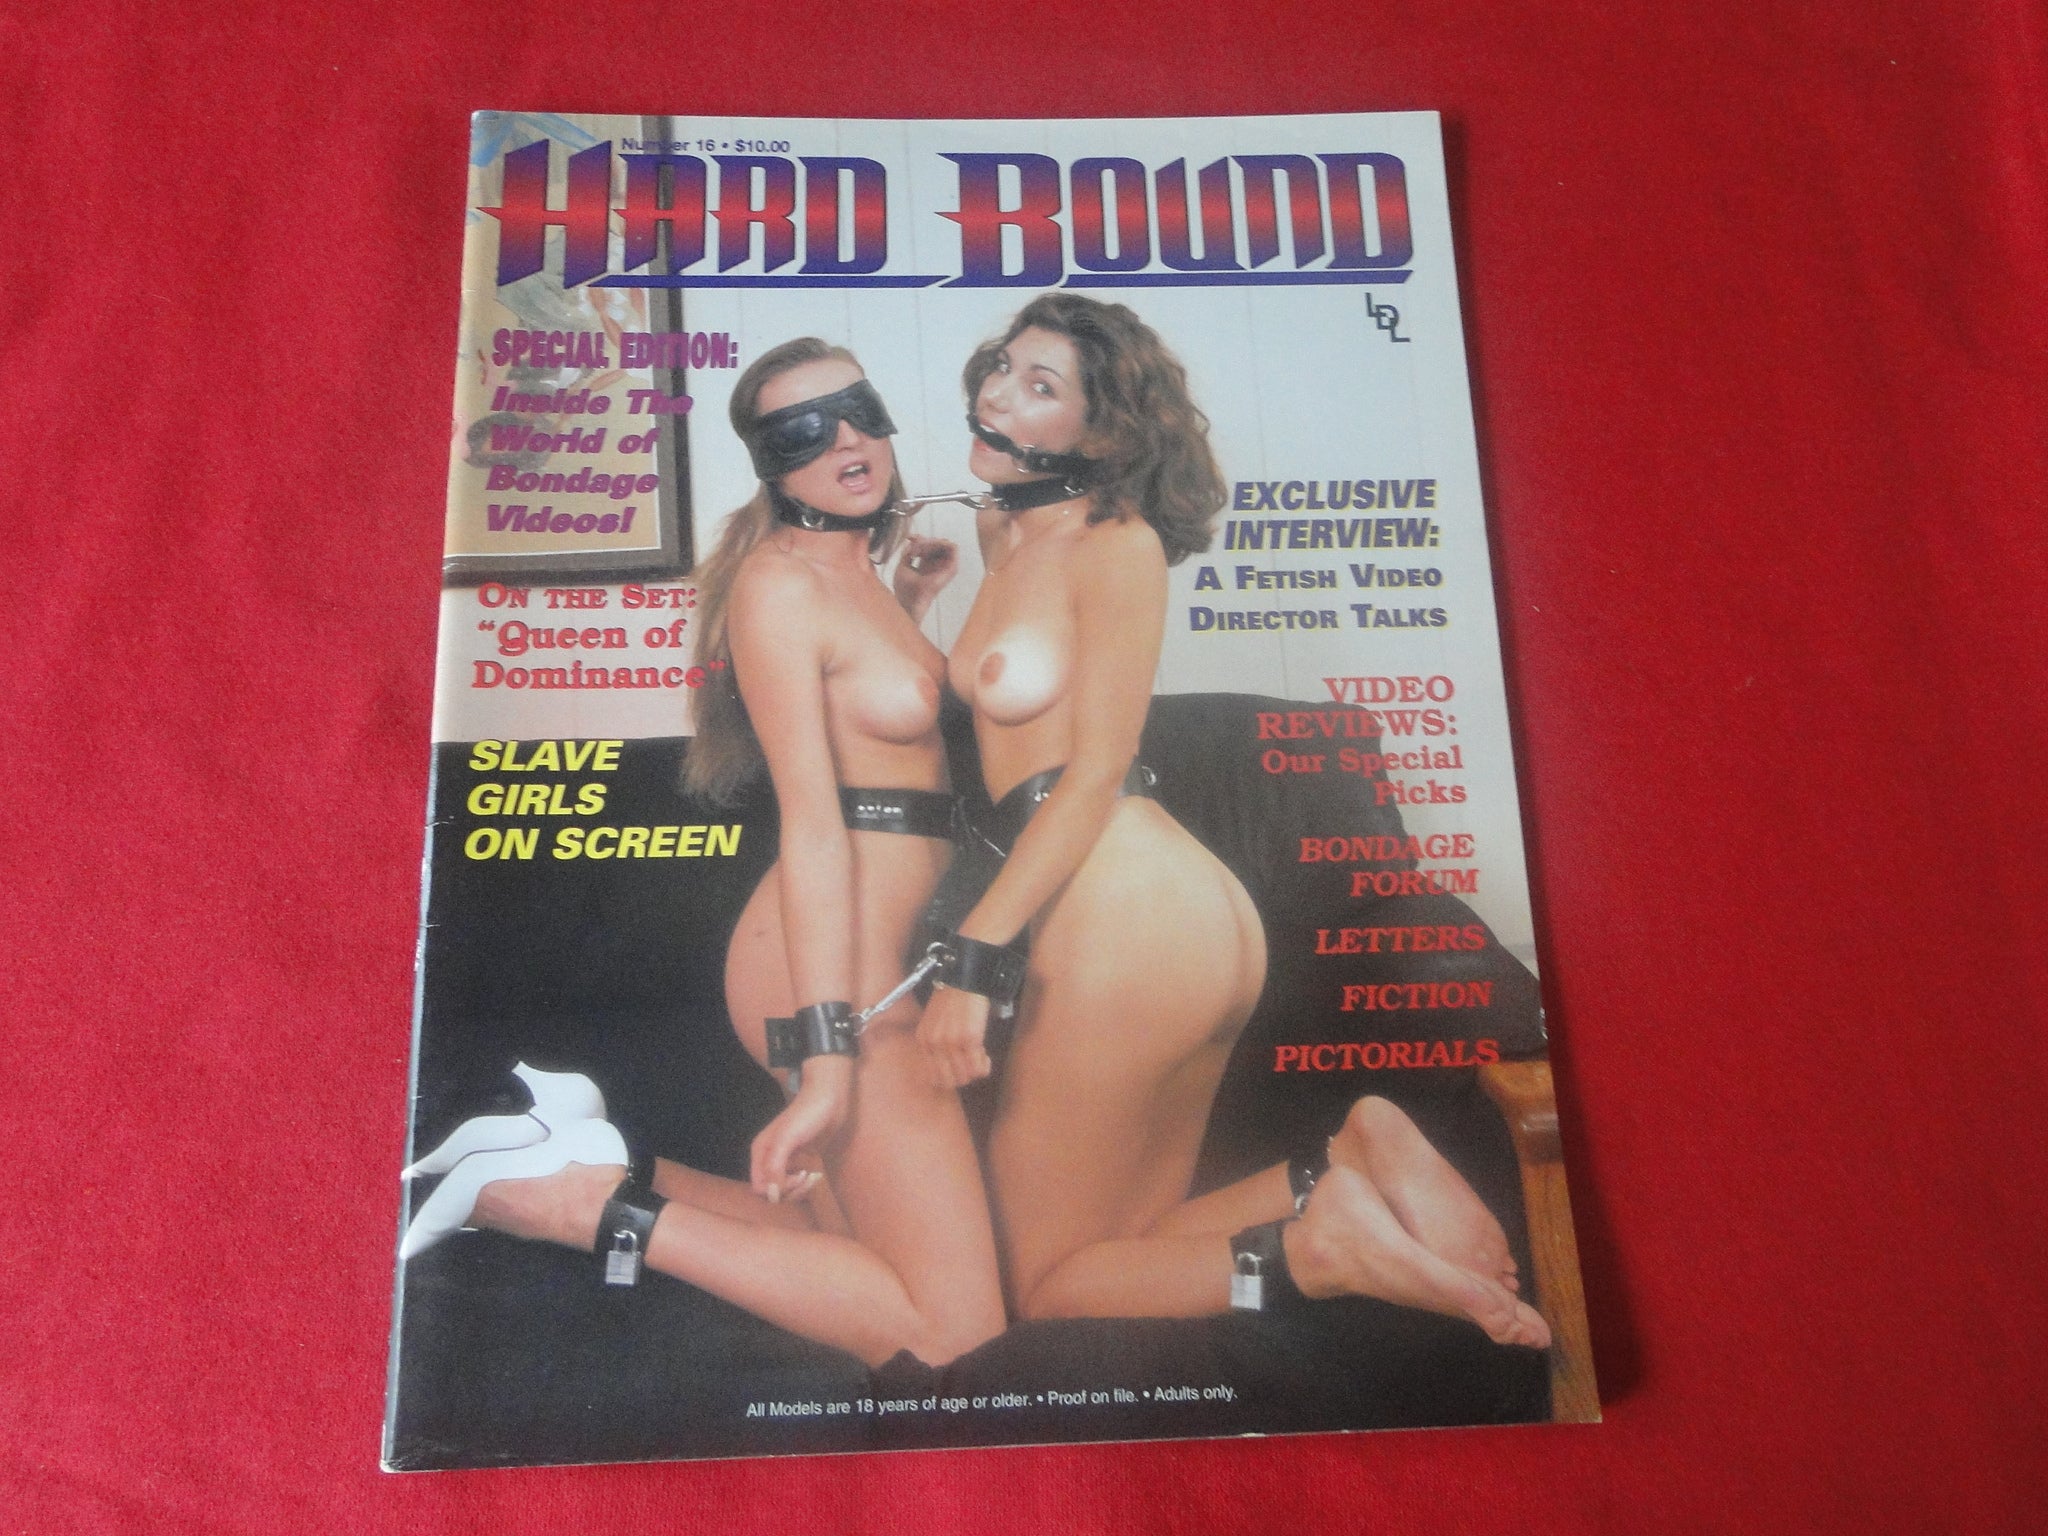 Number 16 • $10.00
HARD BOUND
LDL
SPECIAL EDITION:
Inside The
World of
Bondage
Videos!
ON THE SET:
"Queen of
Dominance"
SLAVE
GIRLS
ON SCREEN
EXCLUSIVE
INTERVIEW:
A FETISH VIDEO
DIRECTOR TALKS
VIDEO
REVIEWS:
Our Special
Picks
BONDAGE
FORUM
LETTERS
FICTION
PICTORIALS
All Models are 18 years of age or older. • Proof on file. • Adults only.